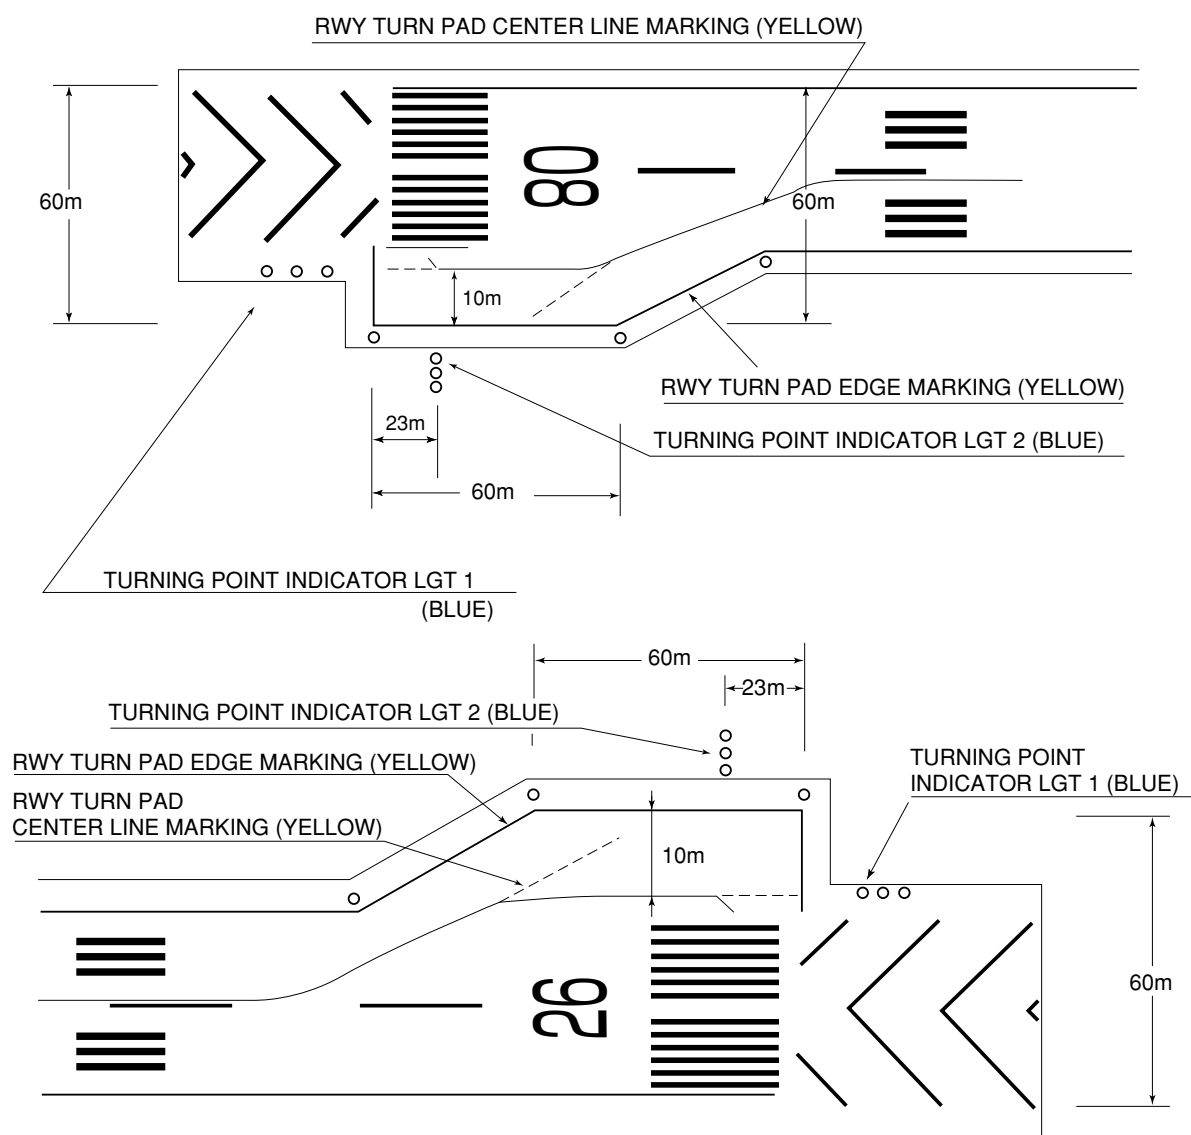 RWY TURN PAD CENTER LINE MARKING (YELLOW)
60m
08
60m
10m
RWY TURN PAD EDGE MARKING (YELLOW)
23m
TURNING POINT INDICATOR LGT 2 (BLUE)
60m
TURNING POINT INDICATOR LGT 1
(BLUE)
60m
23m
TURNING POINT INDICATOR LGT 2 (BLUE)
RWY TURN PAD EDGE MARKING (YELLOW)
TURNING POINT
INDICATOR LGT 1 (BLUE)
RWY TURN PAD
CENTER LINE MARKING (YELLOW)
10m
60m
26